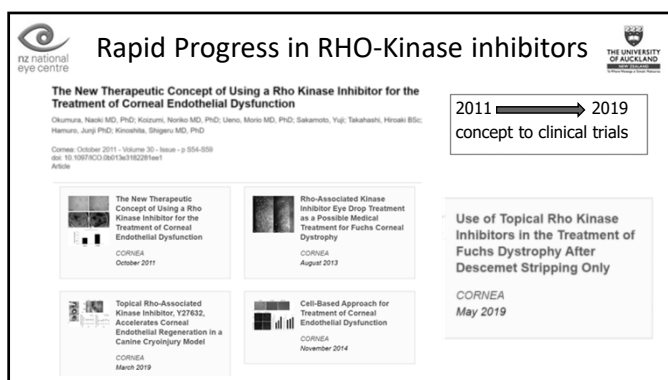 nz national
eye centre
Rapid Progress in RHO-Kinase inhibitors
THE UNIVERSITY
OF AUCKLAND
NEW ZEALAND
The New Therapeutic Concept of Using a Rho Kinase Inhibitor for the
Treatment of Corneal Endothelial Dysfunction
Okumura, Naoki MD, PhD; Koizumi, Noriko MD, PhD; Ueno, Morio MD, PhD; Sakamoto, Yuji; Takahashi, Hiroaki BSc;
Hamuro, Junji PhD; Kinoshita, Shigeru MD, PhD
Cornea: October 2011 - Volume 30 - Issue - p S54-S59
doi: 10.1097/ICO.0b013e3182281ee1
Article
2011 2019
concept to clinical trials
The New Therapeutic
Concept of Using a Rho
Kinase Inhibitor for the
Treatment of Corneal
Endothelial Dysfunction
CORNEA
October 2011
Rho-Associated Kinase
Inhibitor Eye Drop Treatment
as a Possible Medical
Treatment for Fuchs Corneal
Dystrophy
CORNEA
August 2013
Topical Rho-Associated
Kinase Inhibitor, Y27632,
Accelerates Corneal
Endothelial Regeneration in a
Canine Cryoinjury Model
CORNEA
March 2019
Cell-Based Approach for
Treatment of Corneal
Endothelial Dysfunction
CORNEA
November 2014
Use of Topical Rho Kinase
Inhibitors in the Treatment of
Fuchs Dystrophy After
Descemet Stripping Only
CORNEA
May 2019